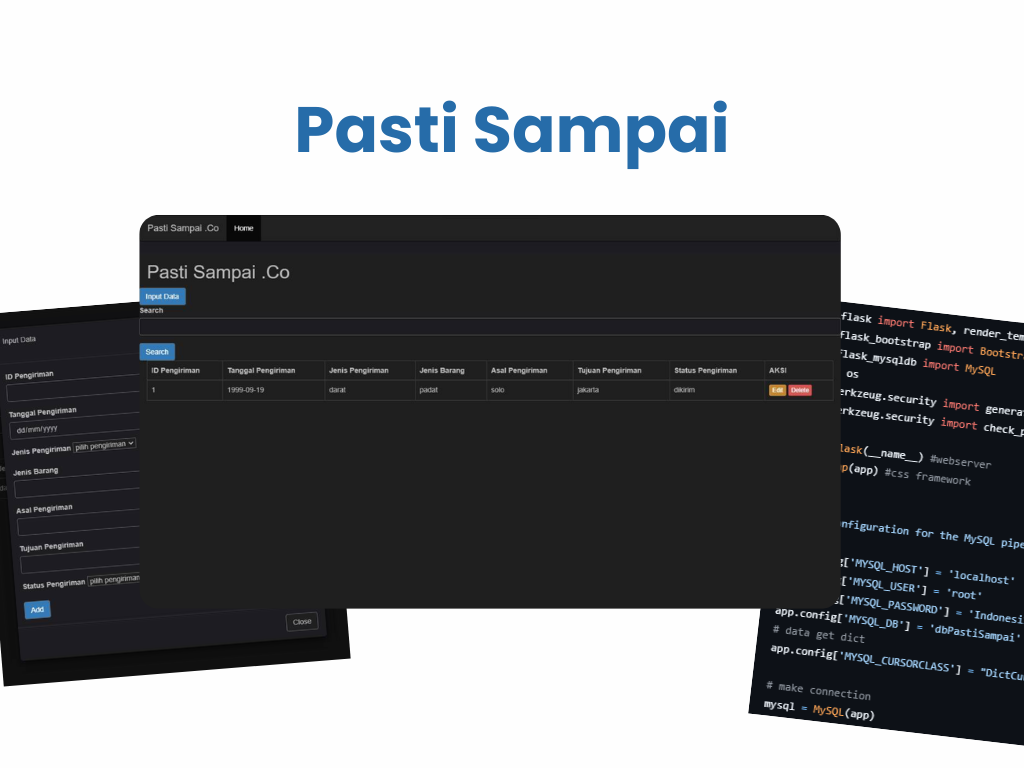 Pasti Sampai
Pasti Sampai .Co Home
Pasti Sampai .Co
Input Data
Search
Search
ID Pengiriman Tanggal Pengiriman Jenis Pengiriman Jenis Barang Asal Pengiriman Tujuan Pengiriman Status Pengiriman AKSI
1 1999-09-19 darat padat solo jakarta dikirim Edit Delete
Input Data
ID Pengiriman
Tanggal Pengiriman
dd/mm/yyyy
Jenis Pengiriman pilih pengiriman
Jenis Barang
Asal Pengiriman
Tujuan Pengiriman
Status Pengiriman pilih pengiriman
Add
Close
flask import Flask, render_tem
flask_bootstrap import Bootstr
flask_mysqldb import MySQL
os
erkzeug.security import genera
erkzeug.security import check_p
lask(__name__) #webserver
ap(app) #css framework
nfiguration for the MySQL pipe
g['MYSQL_HOST'] = 'localhost'
['MYSQL_USER'] = 'root'
['MYSQL_PASSWORD'] = 'Indonesi
app.config['MYSQL_DB'] = 'dbPastiSampai'
# data get dict
app.config['MYSQL_CURSORCLASS'] = "DictCu
# make connection
mysql = MySQL(app)